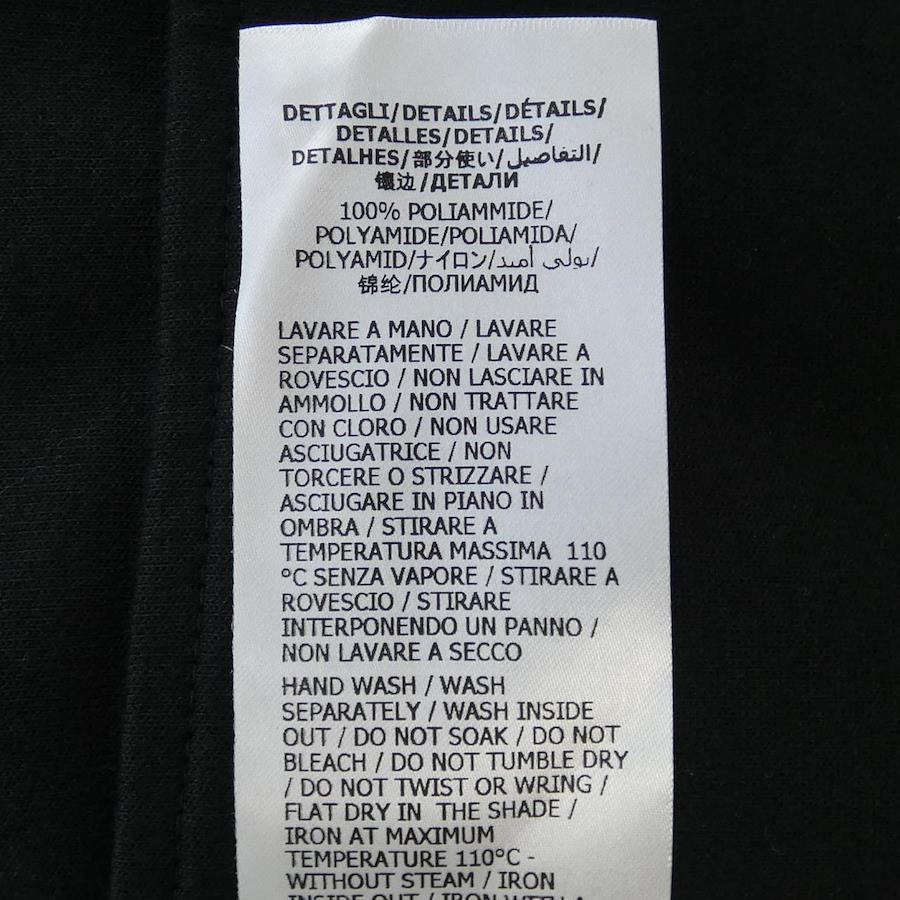 DETTAGLI/DETAILS/DÉTAILS/
DETALLES/DETAILS/
DETALHES/部分使い/التفاصيل/
镶边/ДЕТАЛИ
100% POLIAMMIDE/
POLYAMIDE/POLIAMIDA/
POLYAMID/ナイロン/بولي أميد/
锦纶/ПОЛИАМИД
LAVARE A MANO / LAVARE
SEPARATAMENTE / LAVARE A
ROVESCIO / NON LASCIARE IN
AMMOLLO / NON TRATTARE
CON CLORO / NON USARE
ASCIUGATRICE / NON
TORCERE O STRIZZARE /
ASCIUGARE IN PIANO IN
OMBRA / STIRARE A
TEMPERATURA MASSIMA 110
°C SENZA VAPORE / STIRARE A
ROVESCIO / STIRARE
INTERPONENDO UN PANNO /
NON LAVARE A SECCO
HAND WASH / WASH
SEPARATELY / WASH INSIDE
OUT / DO NOT SOAK / DO NOT
BLEACH / DO NOT TUMBLE DRY
/ DO NOT TWIST OR WRING /
FLAT DRY IN THE SHADE /
IRON AT MAXIMUM
TEMPERATURE 110°C -
WITHOUT STEAM / IRON
INSIDE OUT / IRON WITH A